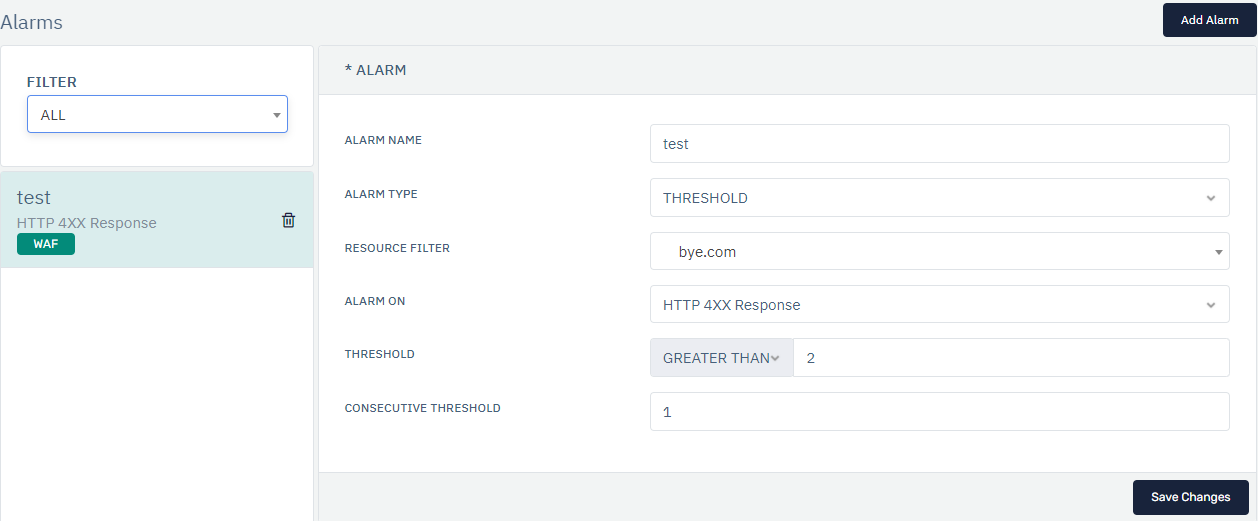 Alarms
Add Alarm
FILTER
ALL
test
HTTP 4XX Response
WAF
* ALARM
ALARM NAME
test
ALARM TYPE
THRESHOLD
RESOURCE FILTER
bye.com
ALARM ON
HTTP 4XX Response
THRESHOLD
GREATER THAN 2
CONSECUTIVE THRESHOLD
1
Save Changes